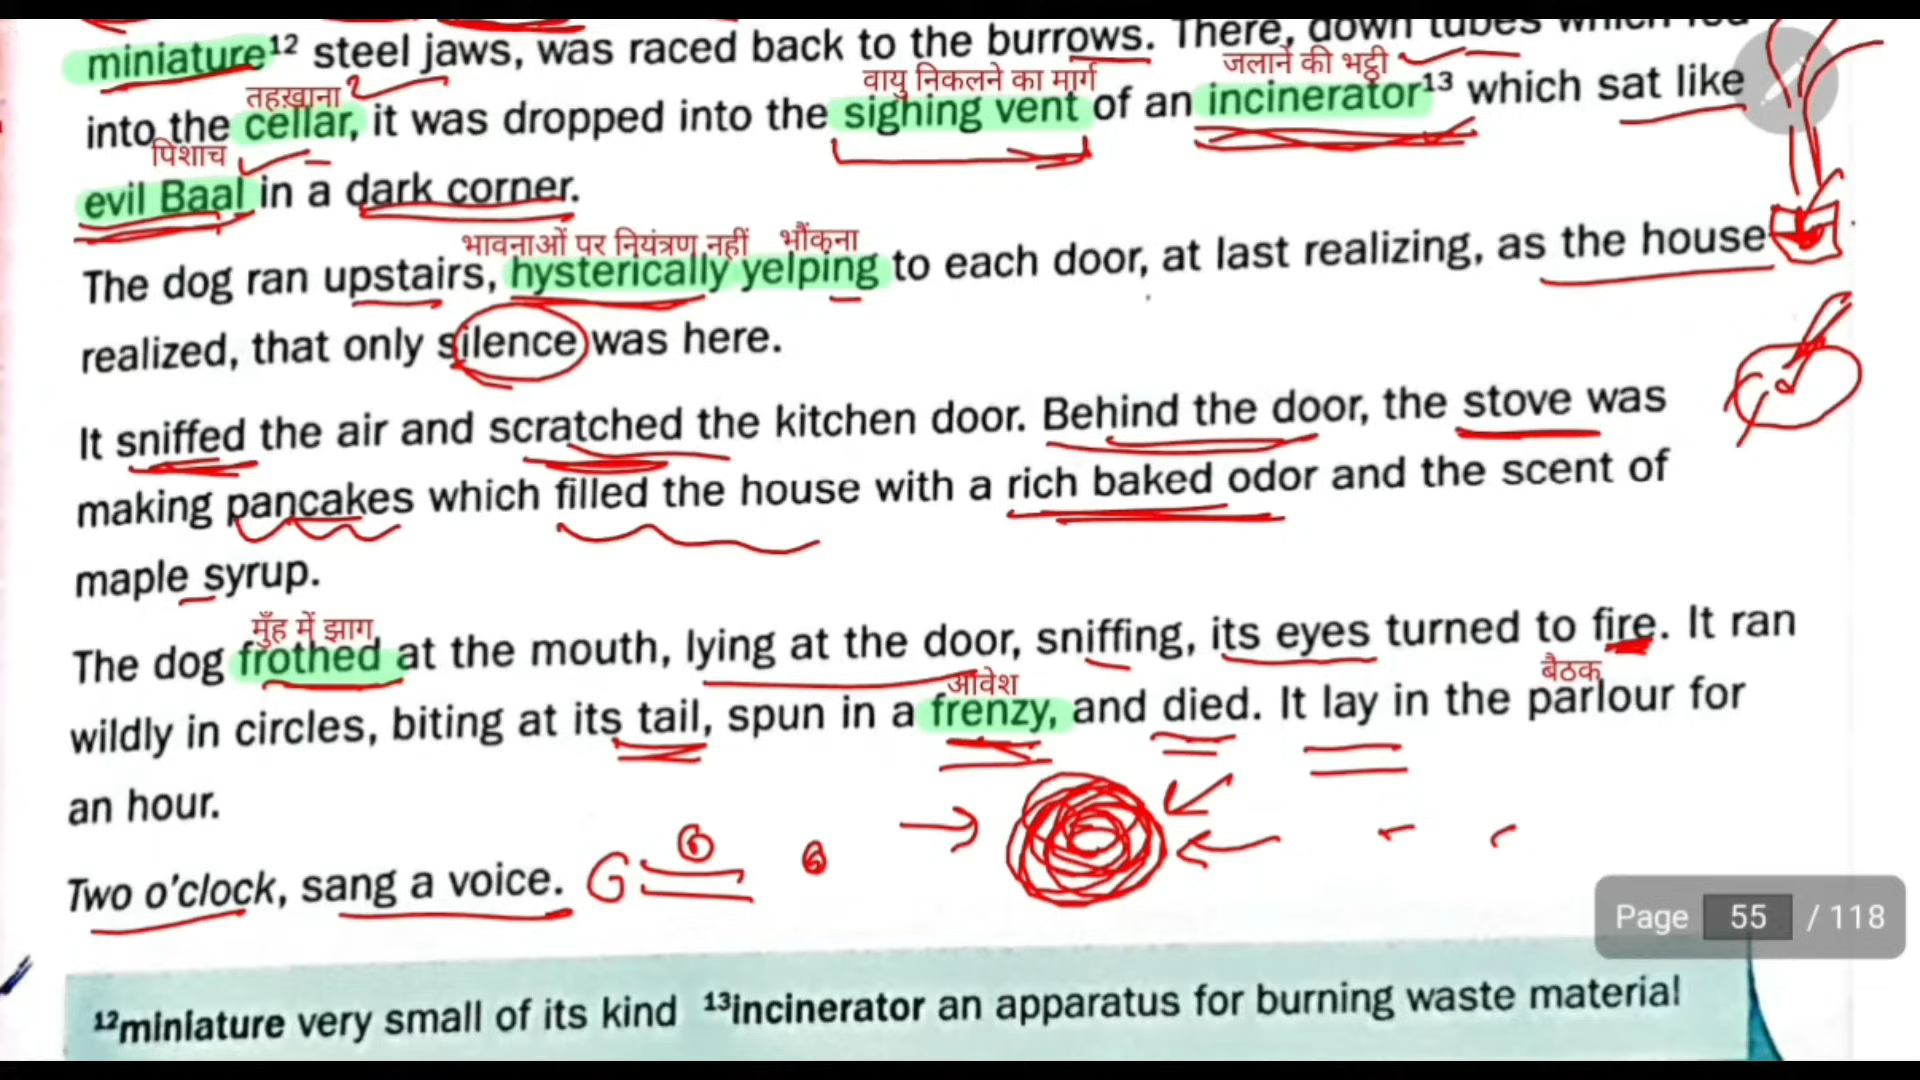 miniature¹² steel jaws, was raced back to the burrows. There, down tubes which
तहख़ाना वायु निकलने का मार्ग जलाने की भट्टी
into the cellar, it was dropped into the sighing vent of an incinerator¹³ which sat like
पिशाच
evil Baal in a dark corner.
भावनाओं पर नियंत्रण नहीं भौंकना
The dog ran upstairs, hysterically yelping to each door, at last realizing, as the house
realized, that only silence was here.
It sniffed the air and scratched the kitchen door. Behind the door, the stove was
making pancakes which filled the house with a rich baked odor and the scent of
maple syrup.
मुँह में झाग
The dog frothed at the mouth, lying at the door, sniffing, its eyes turned to fire. It ran
आवेश बैठक
wildly in circles, biting at its tail, spun in a frenzy, and died. It lay in the parlour for
an hour.
Two o'clock, sang a voice.
Page 55 / 118
¹²miniature very small of its kind ¹³incinerator an apparatus for burning waste material